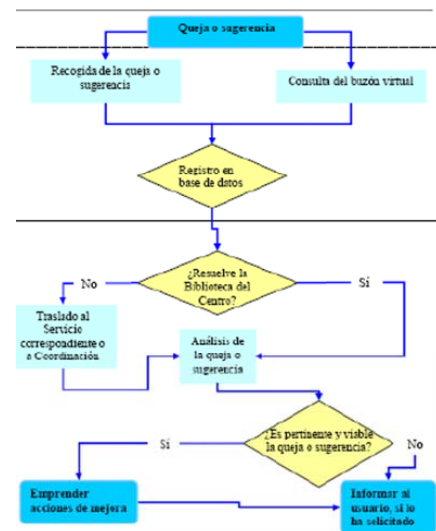 Queja o sugerencia
Recogida de la queja o
sugerencia
Consulta del buzón virtual
Registro en
base de datos
¿Resuelve la
Biblioteca del
Centro?
No
Sí
Traslado al
Servicio
correspondiente o
a Coordinación
Análisis de
la queja o
sugerencia
¿Es pertinente y viable
la queja o sugerencia?
Sí
No
Emprender
acciones de mejora
Informar al
usuario, si lo
ha solicitado